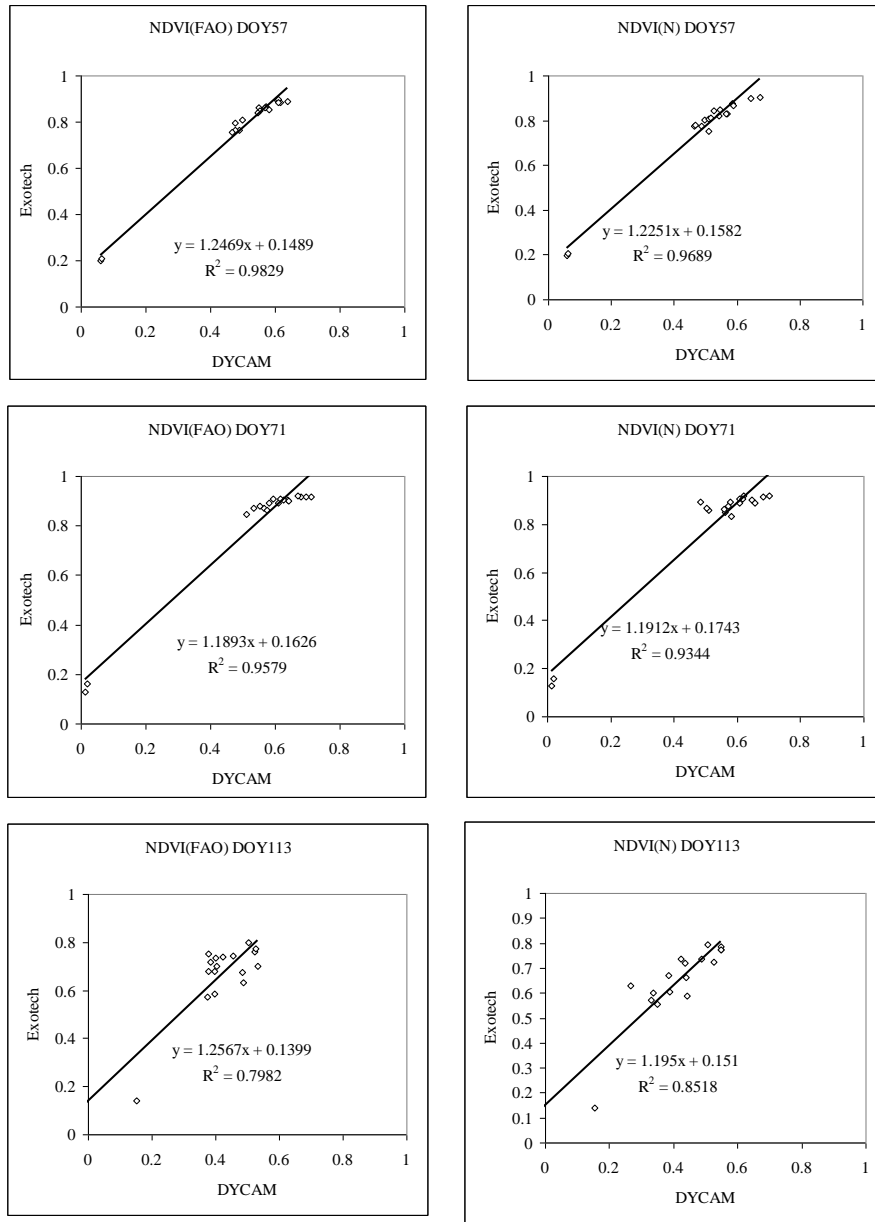 NDVI(FAO) DOY57
1
0.8
0.6
0.4
0.2
0
Exotech
y = 1.2469x + 0.1489
R² = 0.9829
0 0.2 0.4 0.6 0.8 1
DYCAM
NDVI(N) DOY57
1
0.8
0.6
0.4
0.2
0
Exotech
y = 1.2251x + 0.1582
R² = 0.9689
0 0.2 0.4 0.6 0.8 1
DYCAM
NDVI(FAO) DOY71
1
0.8
0.6
0.4
0.2
0
Exotech
y = 1.1893x + 0.1626
R² = 0.9579
0 0.2 0.4 0.6 0.8 1
DYCAM
NDVI(N) DOY71
1
0.8
0.6
0.4
0.2
0
Exotech
y = 1.1912x + 0.1743
R² = 0.9344
0 0.2 0.4 0.6 0.8 1
DYCAM
NDVI(FAO) DOY113
1
0.8
0.6
0.4
0.2
0
Exotech
y = 1.2567x + 0.1399
R² = 0.7982
0 0.2 0.4 0.6 0.8 1
DYCAM
NDVI(N) DOY113
1
0.9
0.8
0.7
0.6
0.5
0.4
0.3
0.2
0.1
0
Exotech
y = 1.195x + 0.151
R² = 0.8518
0 0.2 0.4 0.6 0.8 1
DYCAM